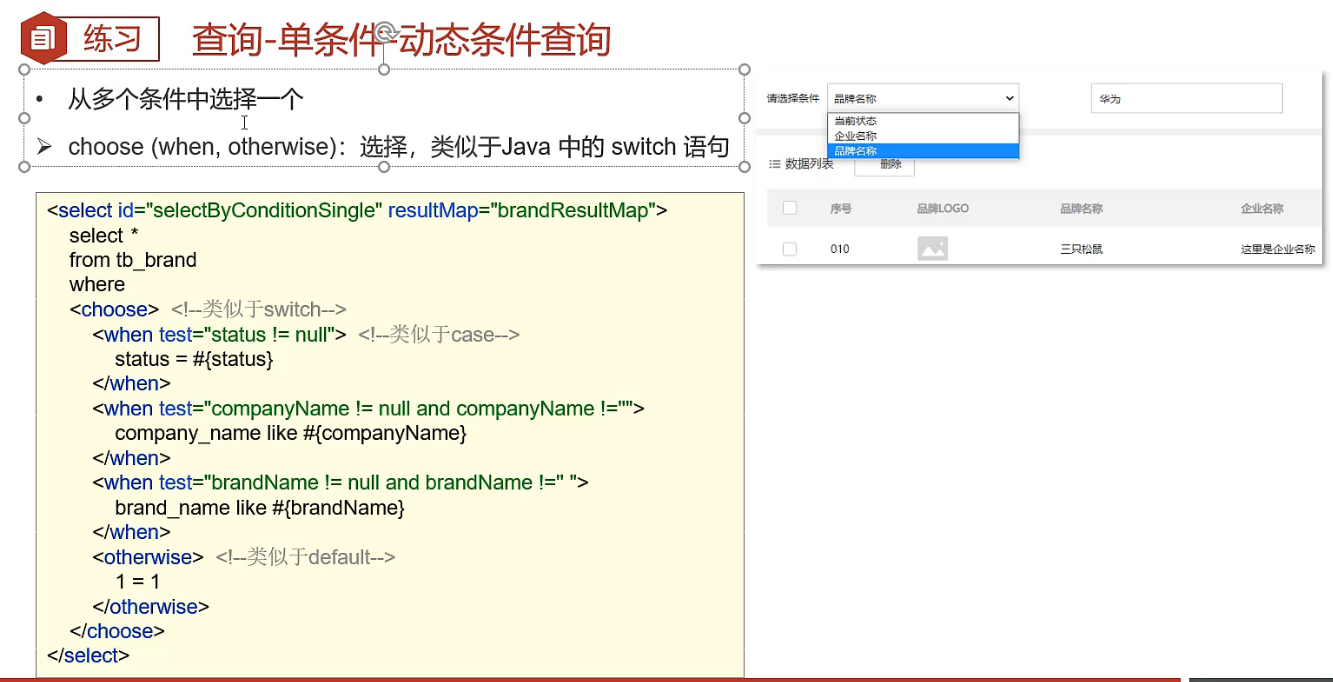 练习
查询-单条件-动态条件查询
• 从多个条件中选择一个
➢ choose (when, otherwise)：选择，类似于Java 中的 switch 语句
<select id="selectByConditionSingle" resultMap="brandResultMap">
select *
from tb_brand
where
<choose> <!--类似于switch-->
<when test="status != null"> <!--类似于case-->
status = #{status}
</when>
<when test="companyName != null and companyName !="">
company_name like #{companyName}
</when>
<when test="brandName != null and brandName !=" ">
brand_name like #{brandName}
</when>
<otherwise> <!--类似于default-->
1 = 1
</otherwise>
</choose>
</select>
请选择条件 品牌名称 华为
当前状态
企业名称
品牌名称
数据列表 删除
序号 品牌LOGO 品牌名称 企业名称
010 三只松鼠 这里是企业名称